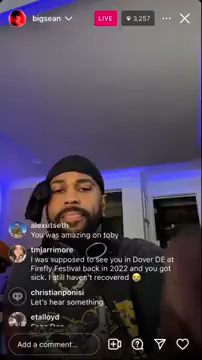 bigsean
LIVE
3,257
alexutseth
You was amazing on toby
tmjarrimore
I was supposed to see you in Dover DE at
Firefly Festival back in 2022 and you got
sick. I still haven't recovered 😭
christianponisi
Let's hear something
etalloyd
Add a comment...